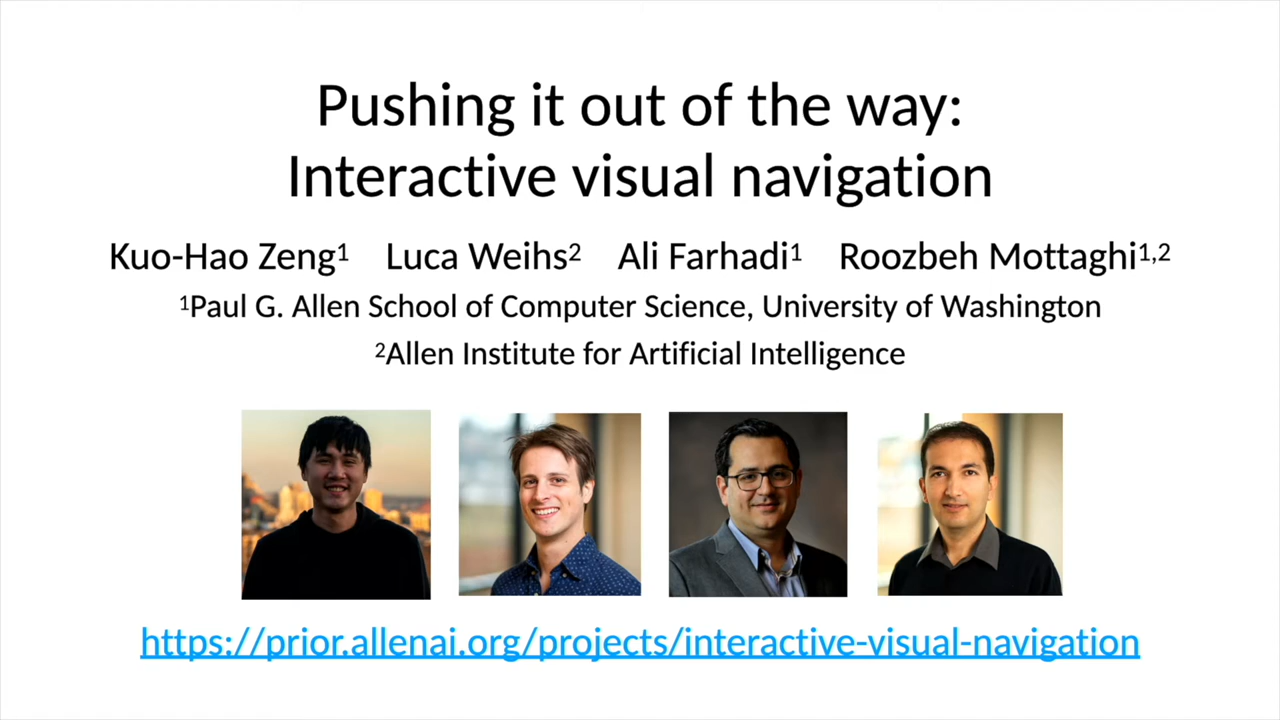 Pushing it out of the way:
Interactive visual navigation
Kuo-Hao Zeng¹ Luca Weihs² Ali Farhadi¹ Roozbeh Mottaghi¹,²
¹Paul G. Allen School of Computer Science, University of Washington
²Allen Institute for Artificial Intelligence
https://prior.allenai.org/projects/interactive-visual-navigation